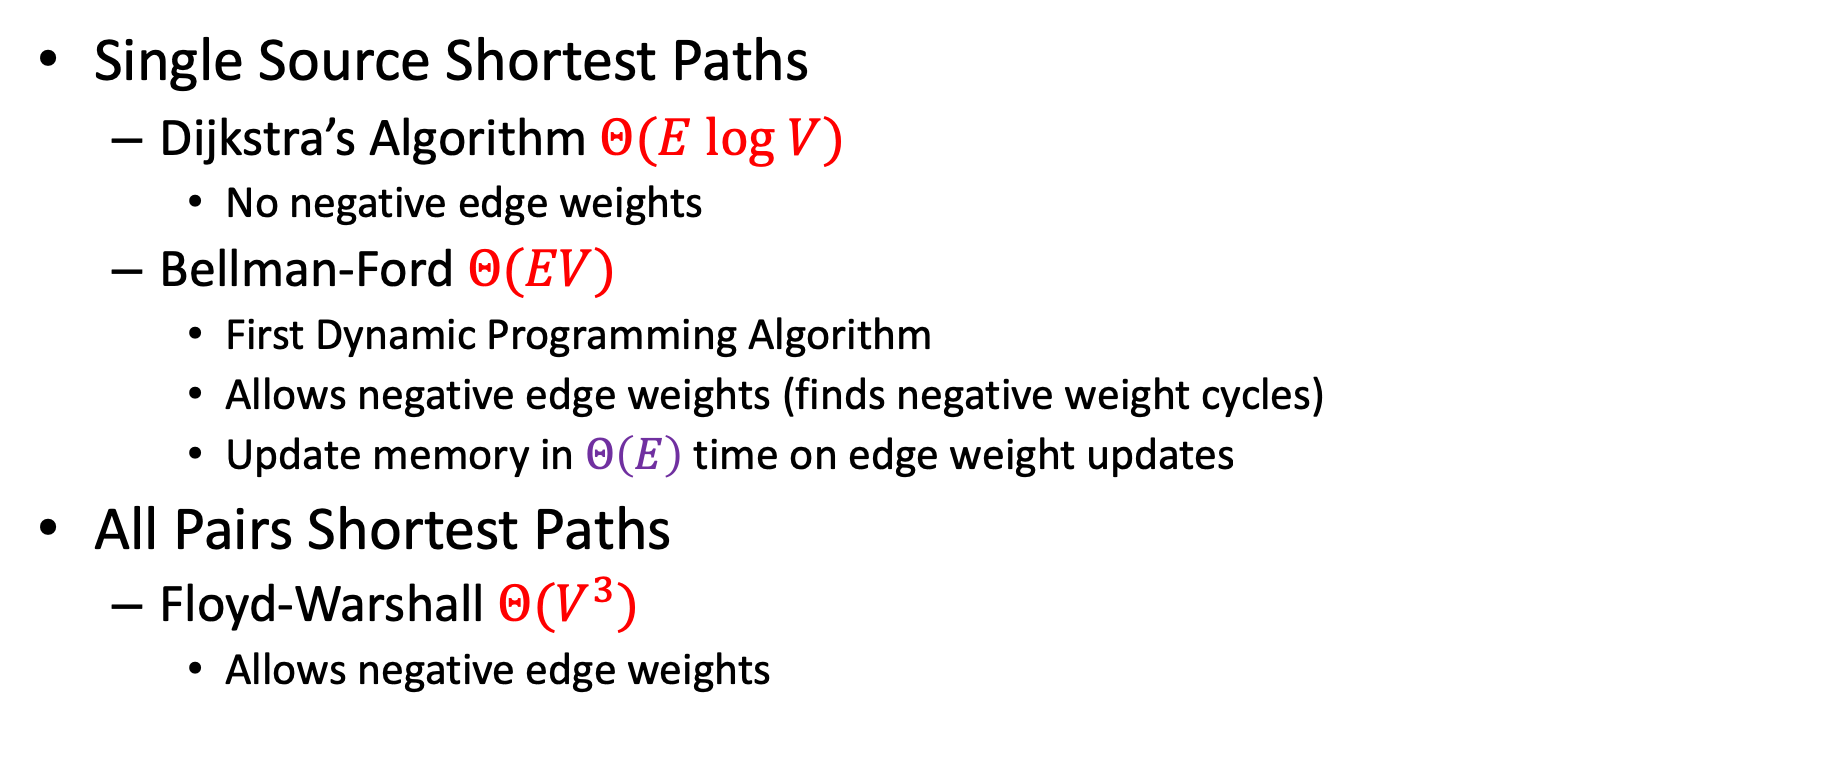 • Single Source Shortest Paths
– Dijkstra’s Algorithm Θ(E log V)
• No negative edge weights
– Bellman-Ford Θ(EV)
• First Dynamic Programming Algorithm
• Allows negative edge weights (finds negative weight cycles)
• Update memory in Θ(E) time on edge weight updates
• All Pairs Shortest Paths
– Floyd-Warshall Θ(V³)
• Allows negative edge weights